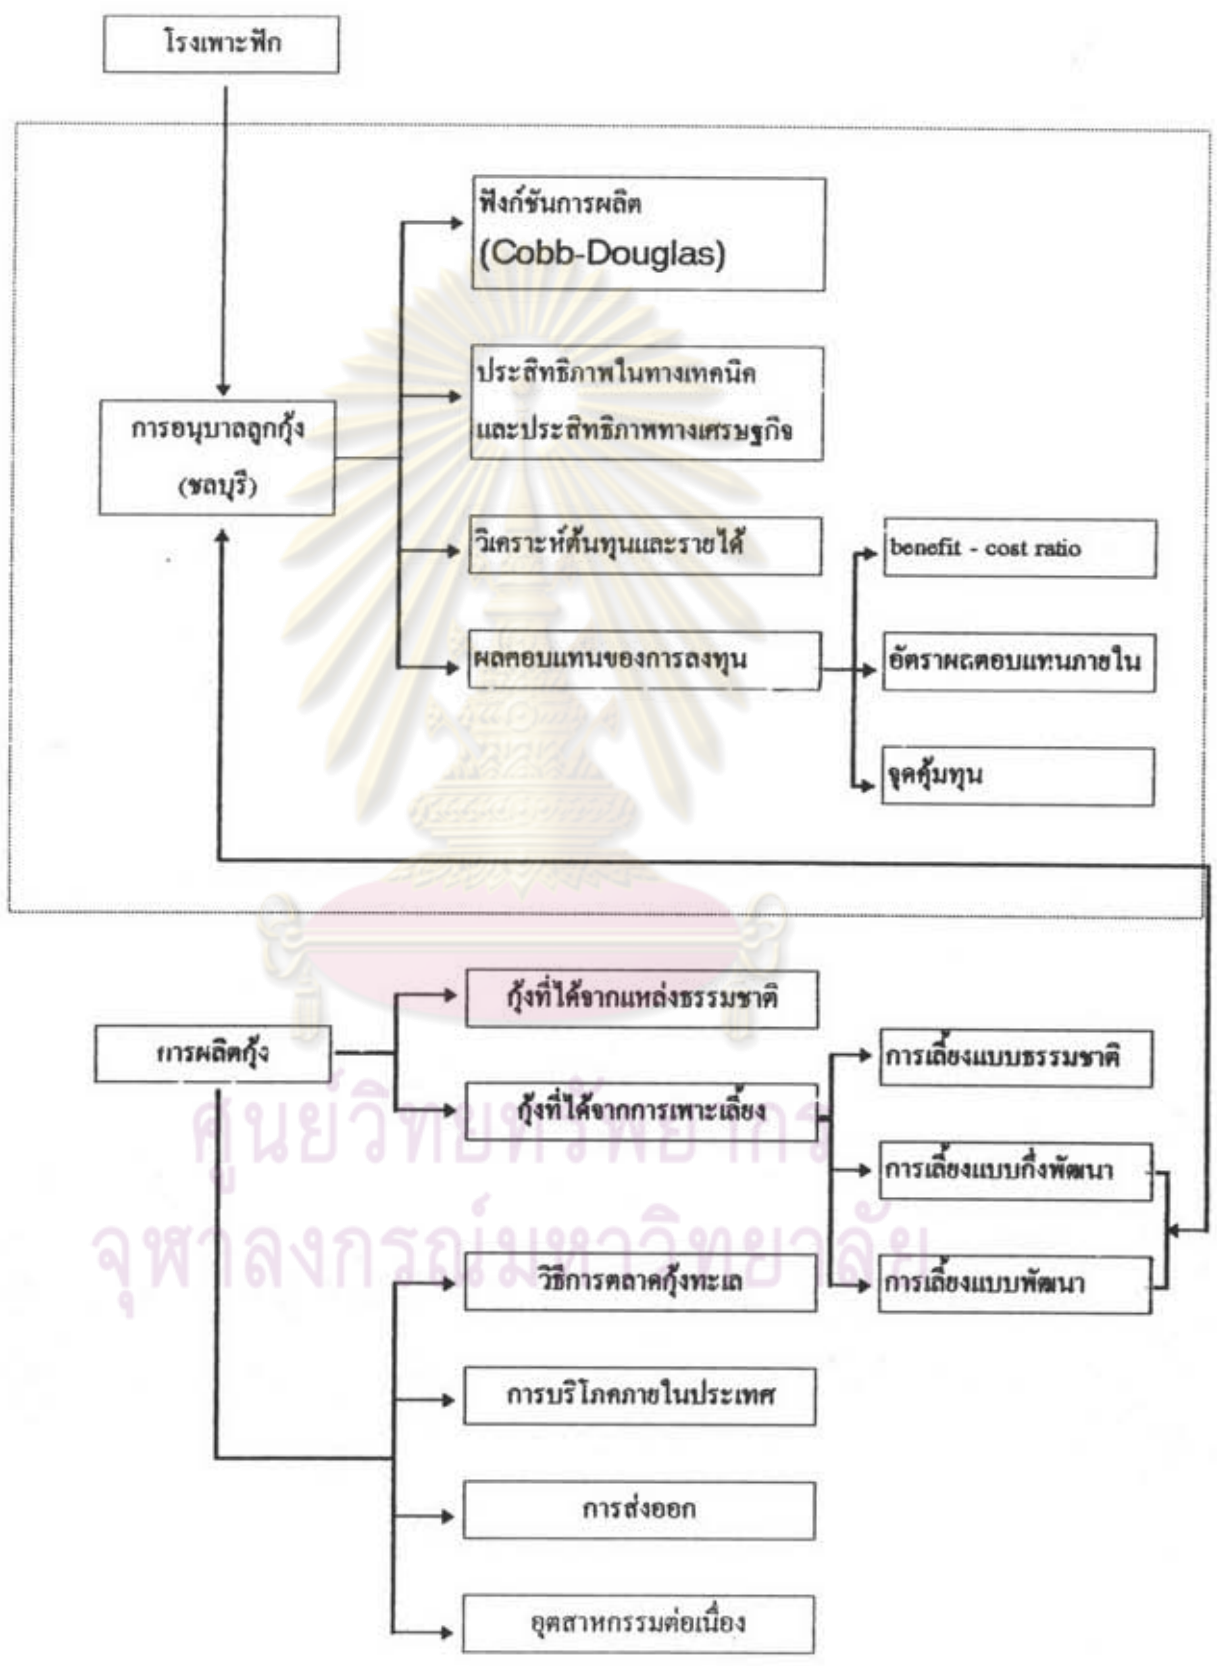 โรงเพาะฟัก
ฟังก์ชันการผลิต
(Cobb-Douglas)
ประสิทธิภาพในทางเทคนิค
และประสิทธิภาพทางเศรษฐกิจ
การอนุบาลลูกกุ้ง
(ชลบุรี)
วิเคราะห์ต้นทุนและรายได้
benefit - cost ratio
ผลตอบแทนของการลงทุน
อัตราผลตอบแทนภายใน
จุดคุ้มทุน
กุ้งที่ได้จากแหล่งธรรมชาติ
การผลิตกุ้ง
การเลี้ยงแบบธรรมชาติ
กุ้งที่ได้จากการเพาะเลี้ยง
ศูนย์วิทยทรัพยากร
การเลี้ยงแบบกึ่งพัฒนา
จุฬาลงกรณ์มหาวิทยาลัย
วิธีการตลาดกุ้งทะเล
การเลี้ยงแบบพัฒนา
การบริโภคภายในประเทศ
การส่งออก
อุตสาหกรรมต่อเนื่อง